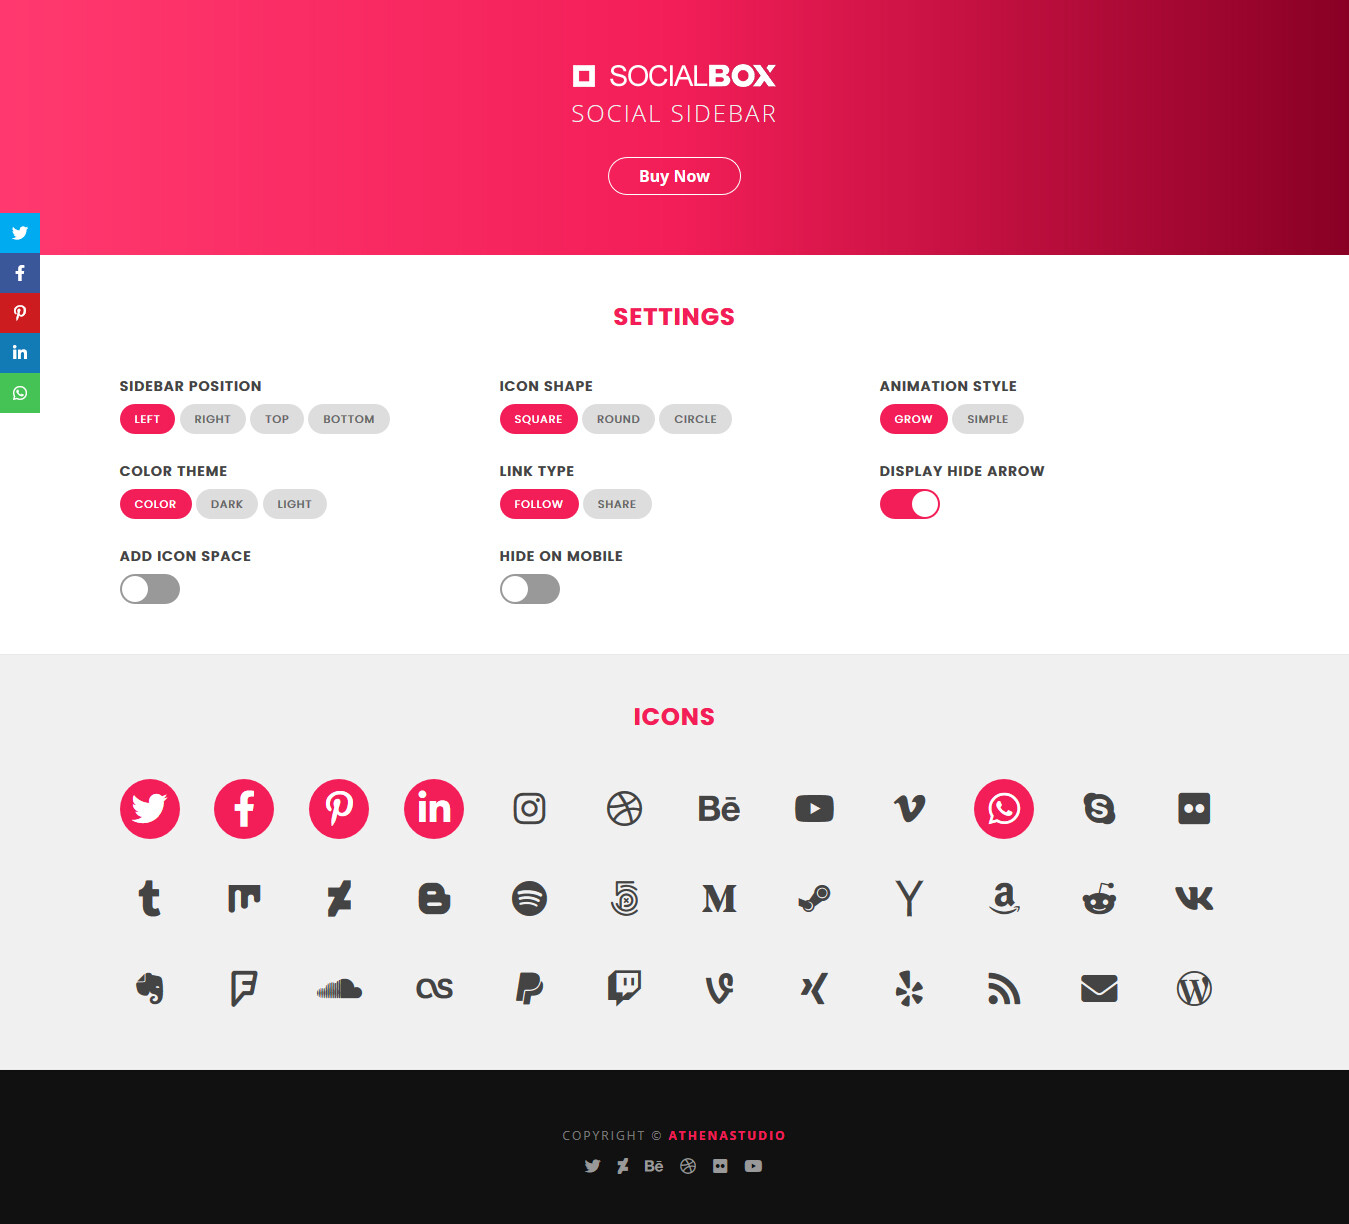 SOCIALBOX
SOCIAL SIDEBAR
Buy Now
SETTINGS
SIDEBAR POSITION
LEFT RIGHT TOP BOTTOM
ICON SHAPE
SQUARE ROUND CIRCLE
ANIMATION STYLE
GROW SIMPLE
COLOR THEME
COLOR DARK LIGHT
LINK TYPE
FOLLOW SHARE
DISPLAY HIDE ARROW
ADD ICON SPACE
HIDE ON MOBILE
ICONS
COPYRIGHT © ATHENASTUDIO